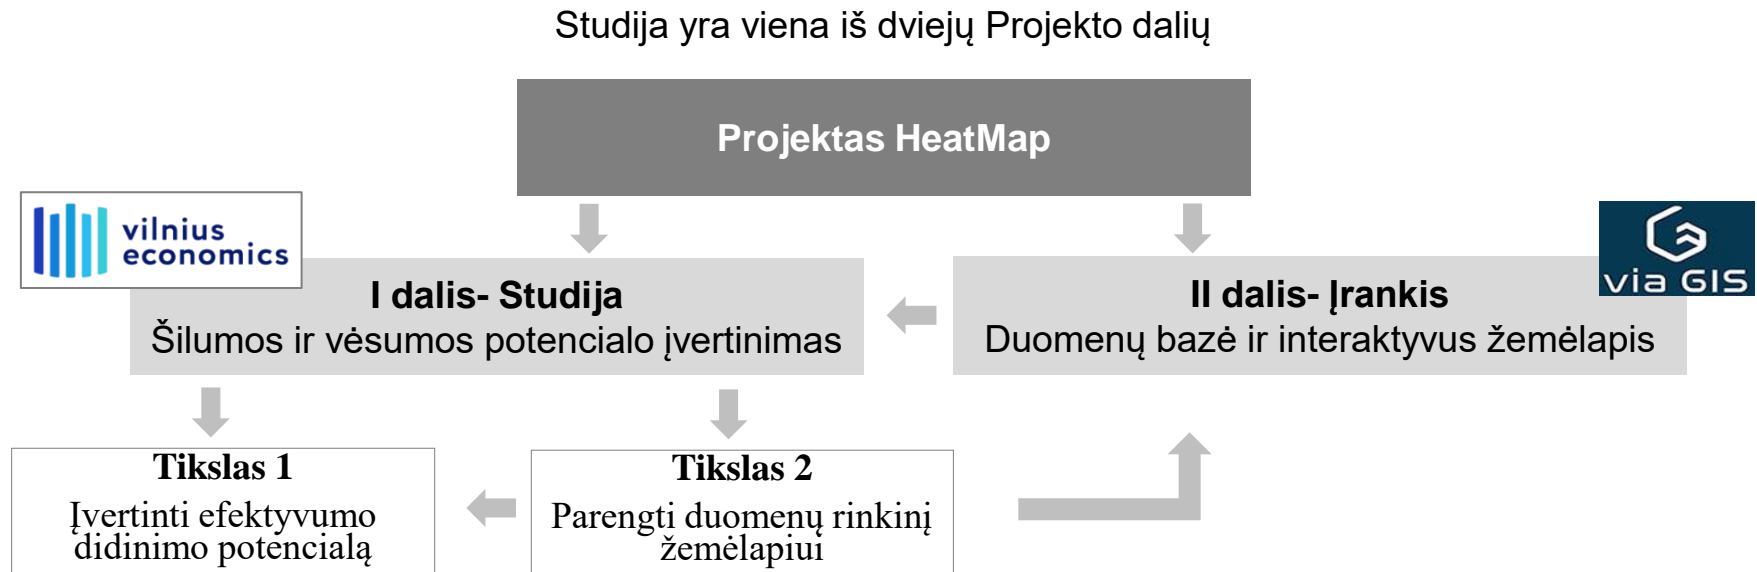 Studija yra viena iš dviejų Projekto dalių
Projektas HeatMap
vilnius
economics
via GIS
I dalis- Studija
Šilumos ir vėsumos potencialo įvertinimas
II dalis- Įrankis
Duomenų bazė ir interaktyvus žemėlapis
Tikslas 1
Įvertinti efektyvumo
didinimo potencialą
Tikslas 2
Parengti duomenų rinkinį
žemėlapiui